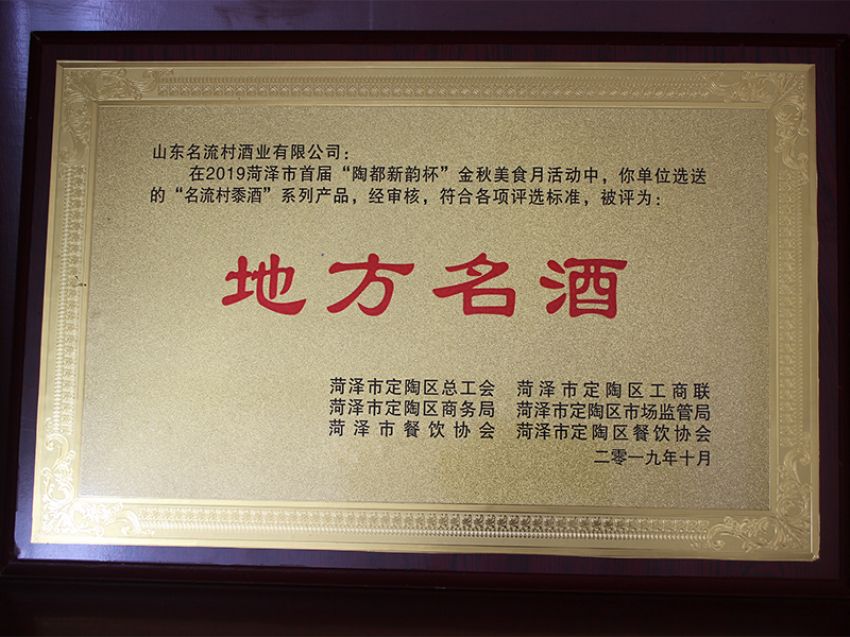 山东名流村酒业有限公司：
在2019菏泽市首届“陶都新韵杯”金秋美食月活动中，你单位选送
的“名流村黍酒”系列产品，经审核，符合各项评选标准，被评为：
地方名酒
菏泽市定陶区总工会 菏泽市定陶区工商联
菏泽市定陶区商务局 菏泽市定陶区市场监管局
菏泽市餐饮协会 菏泽市定陶区餐饮协会
二零一九年十月